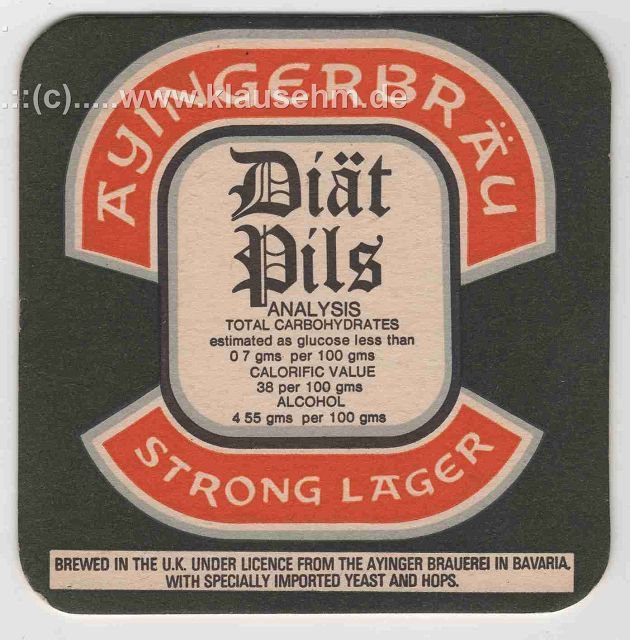 AYINGERBRÄU
.::(c).....www.klausehm.de
Diät
Pils
ANALYSIS
TOTAL CARBOHYDRATES
estimated as glucose less than
0 7 gms per 100 gms
CALORIFIC VALUE
38 per 100 gms
ALCOHOL
4 55 gms per 100 gms
STRONG LAGER
BREWED IN THE U.K. UNDER LICENCE FROM THE AYINGER BRAUEREI IN BAVARIA,
WITH SPECIALLY IMPORTED YEAST AND HOPS.